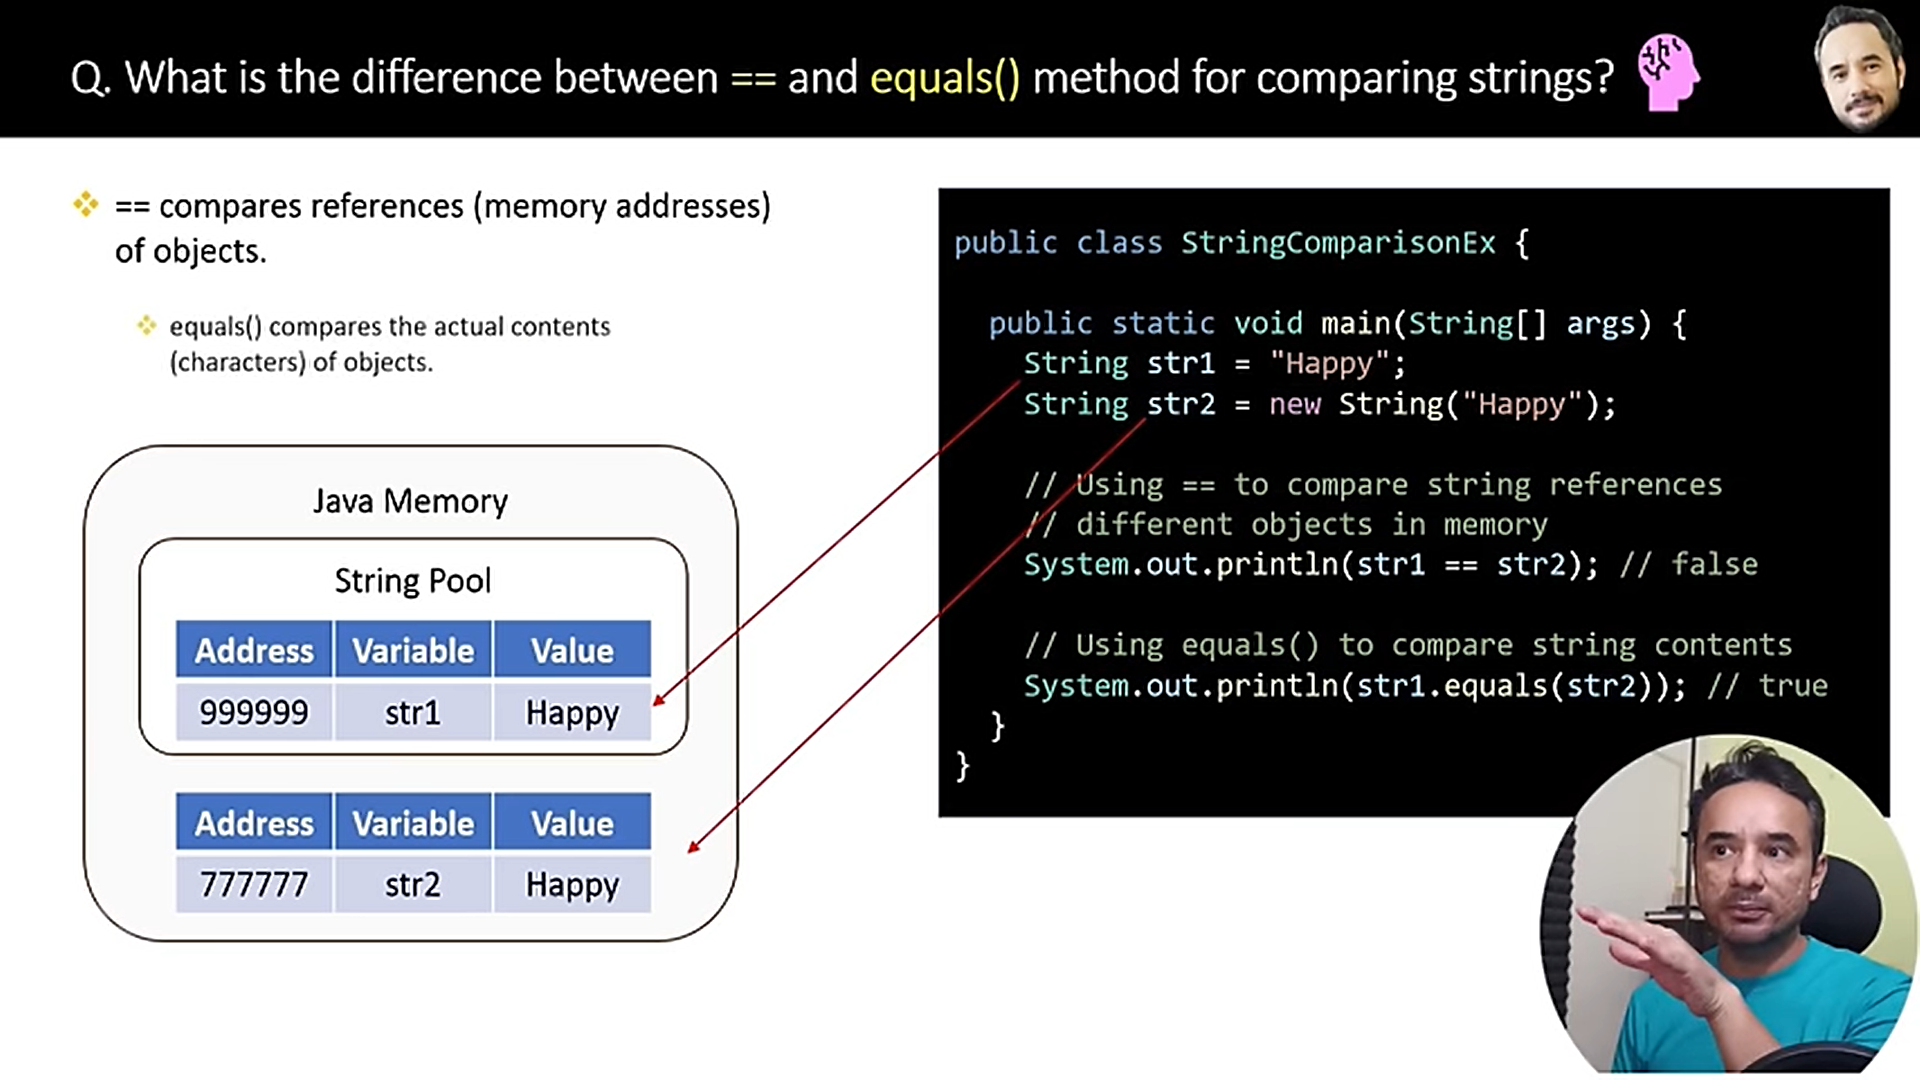 Q. What is the difference between == and equals() method for comparing strings?
== compares references (memory addresses)
of objects.
equals() compares the actual contents
(characters) of objects.
Java Memory
String Pool
Address Variable Value
999999 str1 Happy
Address Variable Value
777777 str2 Happy
public class StringComparisonEx {
public static void main(String[] args) {
String str1 = "Happy";
String str2 = new String("Happy");
// Using == to compare string references
// different objects in memory
System.out.println(str1 == str2); // false
// Using equals() to compare string contents
System.out.println(str1.equals(str2)); // true
}
}